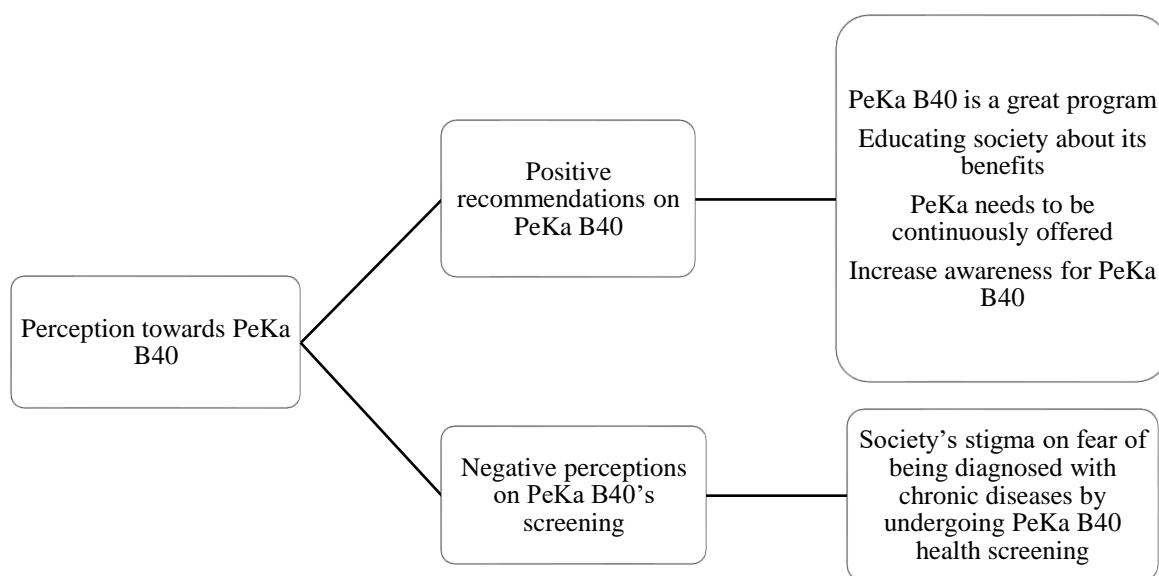 Perception towards PeKa
B40
Positive
recommendations on
PeKa B40
PeKa B40 is a great program
Educating society about its
benefits
PeKa needs to be
continuously offered
Increase awareness for PeKa
B40
Negative perceptions
on PeKa B40’s
screening
Society’s stigma on fear of
being diagnosed with
chronic diseases by
undergoing PeKa B40
health screening